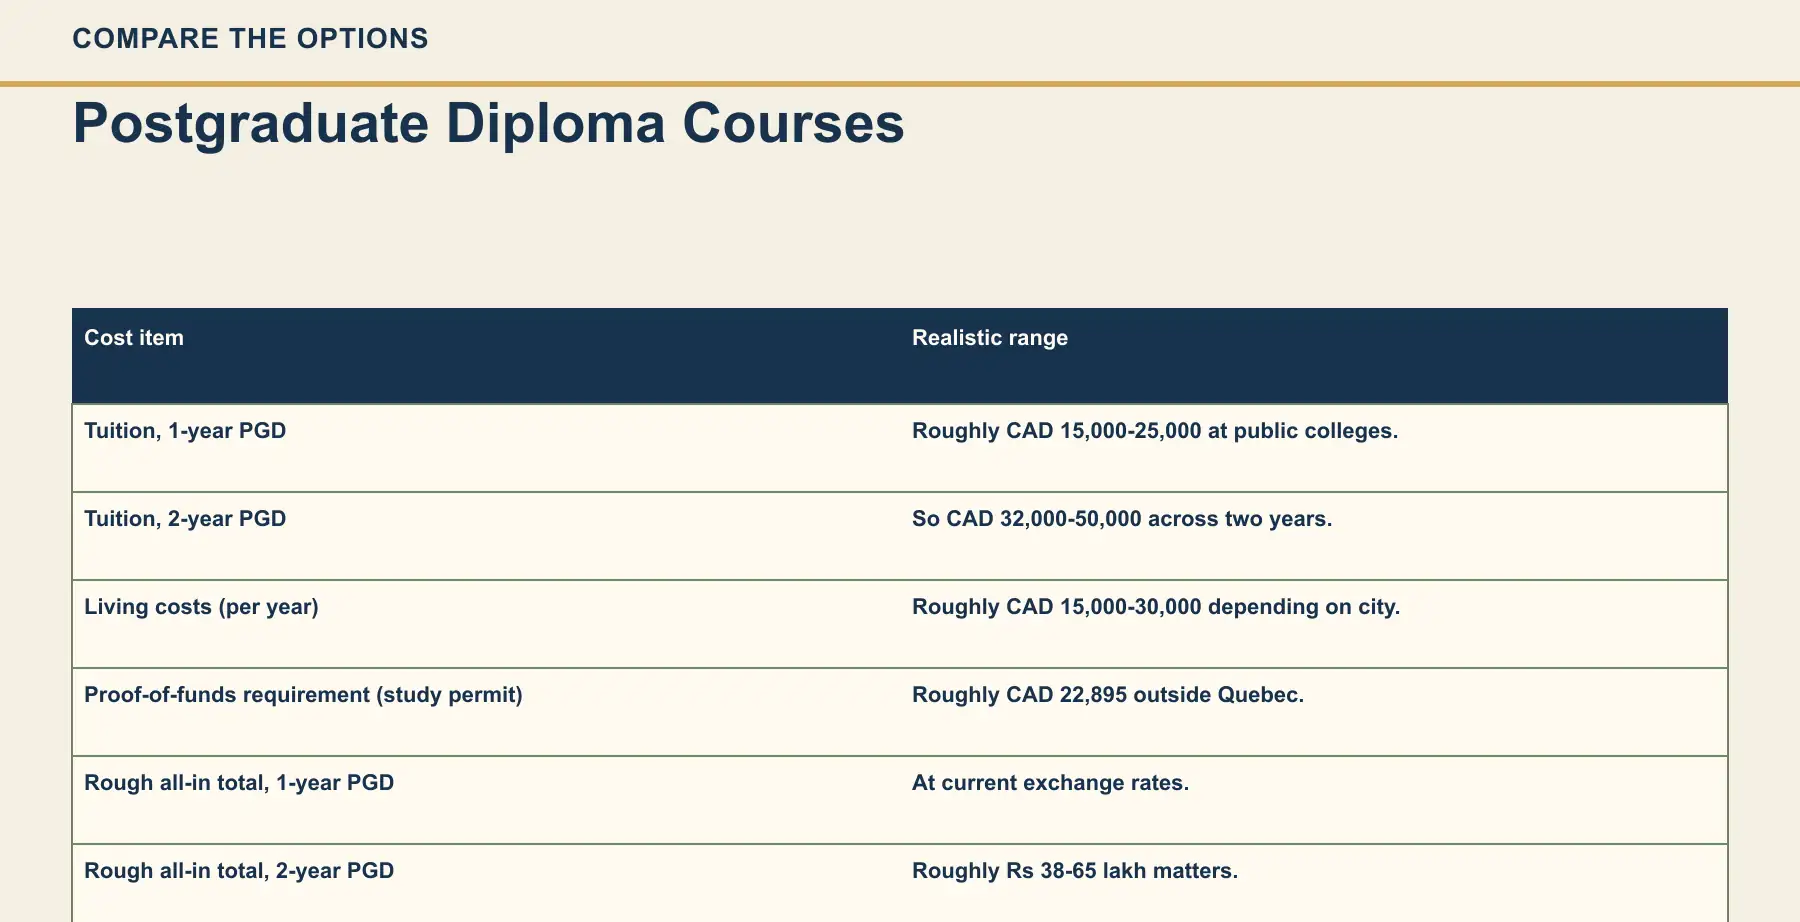 COMPARE THE OPTIONS
Postgraduate Diploma Courses
Cost item
Realistic range
Tuition, 1-year PGD
Roughly CAD 15,000-25,000 at public colleges.
Tuition, 2-year PGD
So CAD 32,000-50,000 across two years.
Living costs (per year)
Roughly CAD 15,000-30,000 depending on city.
Proof-of-funds requirement (study permit)
Roughly CAD 22,895 outside Quebec.
Rough all-in total, 1-year PGD
At current exchange rates.
Rough all-in total, 2-year PGD
Roughly Rs 38-65 lakh matters.